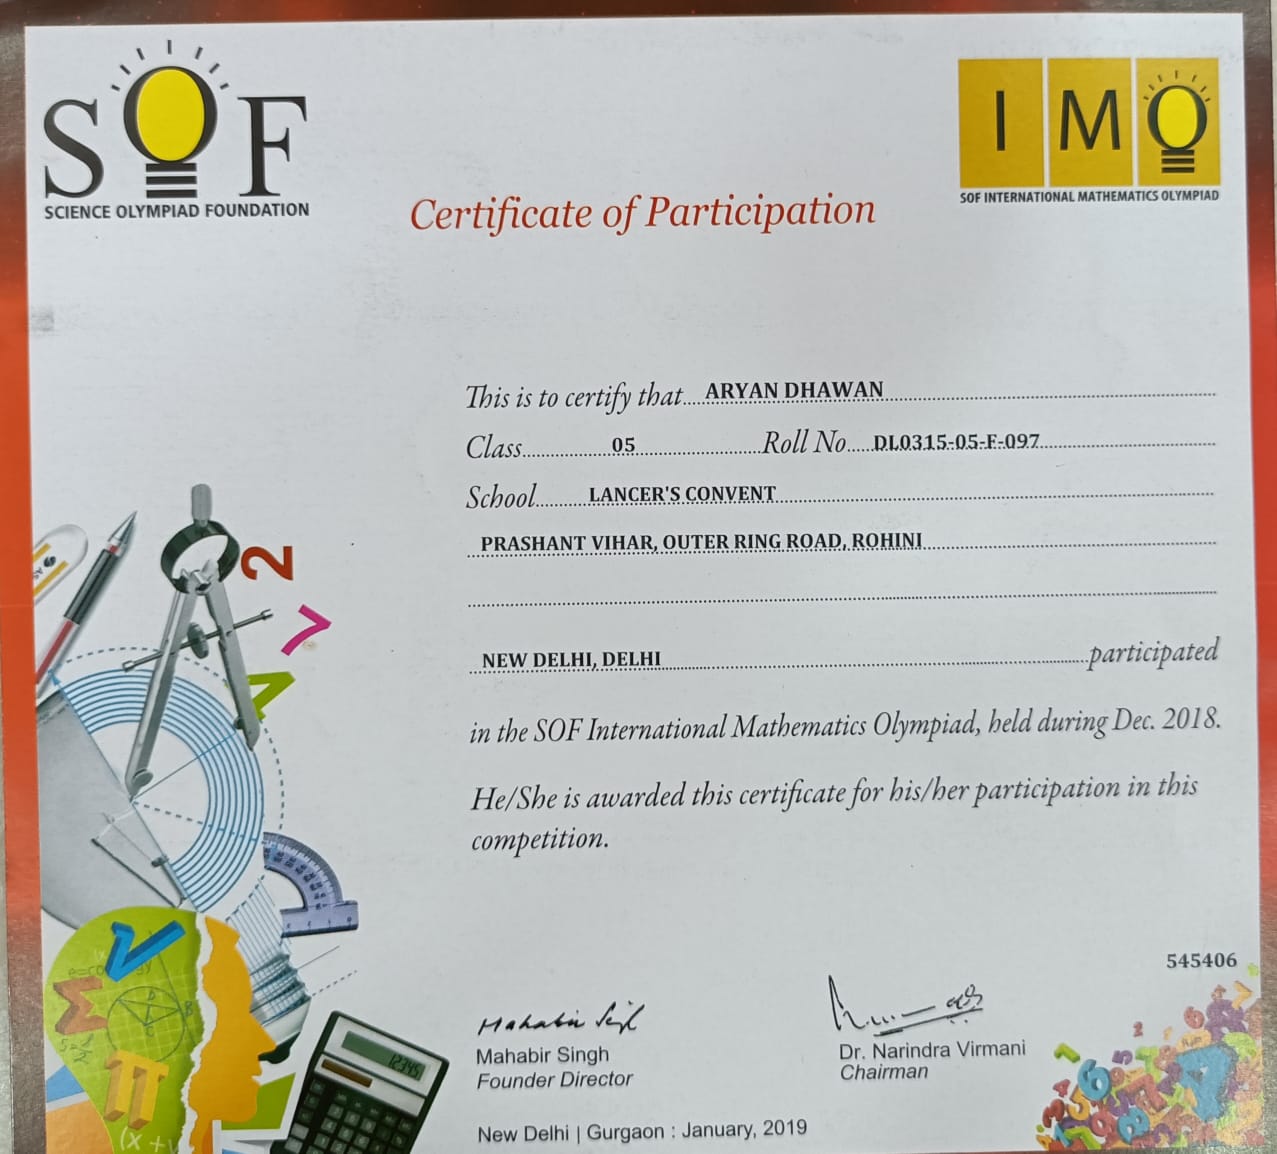 SOF
SCIENCE OLYMPIAD FOUNDATION
IMO
SOF INTERNATIONAL MATHEMATICS OLYMPIAD
Certificate of Participation
This is to certify that ARYAN DHAWAN
Class 05 Roll No DL0315-05-F-097
School LANCER'S CONVENT
PRASHANT VIHAR, OUTER RING ROAD, ROHINI
NEW DELHI, DELHI participated
in the SOF International Mathematics Olympiad, held during Dec. 2018.
He/She is awarded this certificate for his/her participation in this
competition.
545406
Mahabir Singh
Mahabir Singh
Founder Director
Dr. Narindra Virmani
Chairman
New Delhi | Gurgaon : January, 2019
2
7
√
Σ
π
(x +
12345